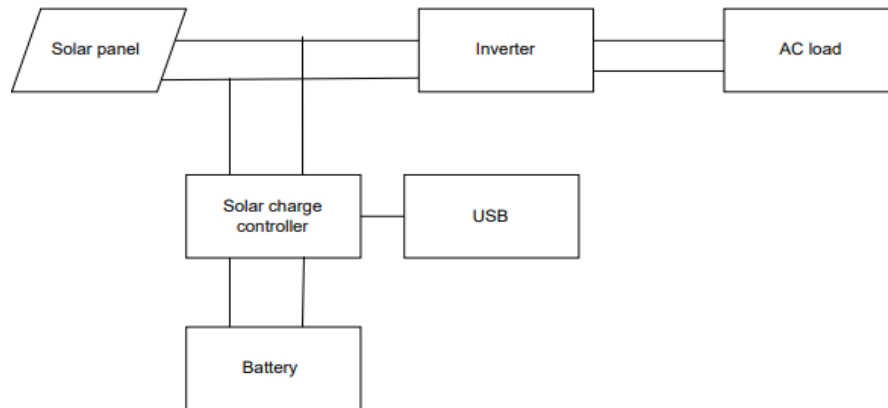 Solar panel
Inverter
AC load
Solar charge
controller
USB
Battery